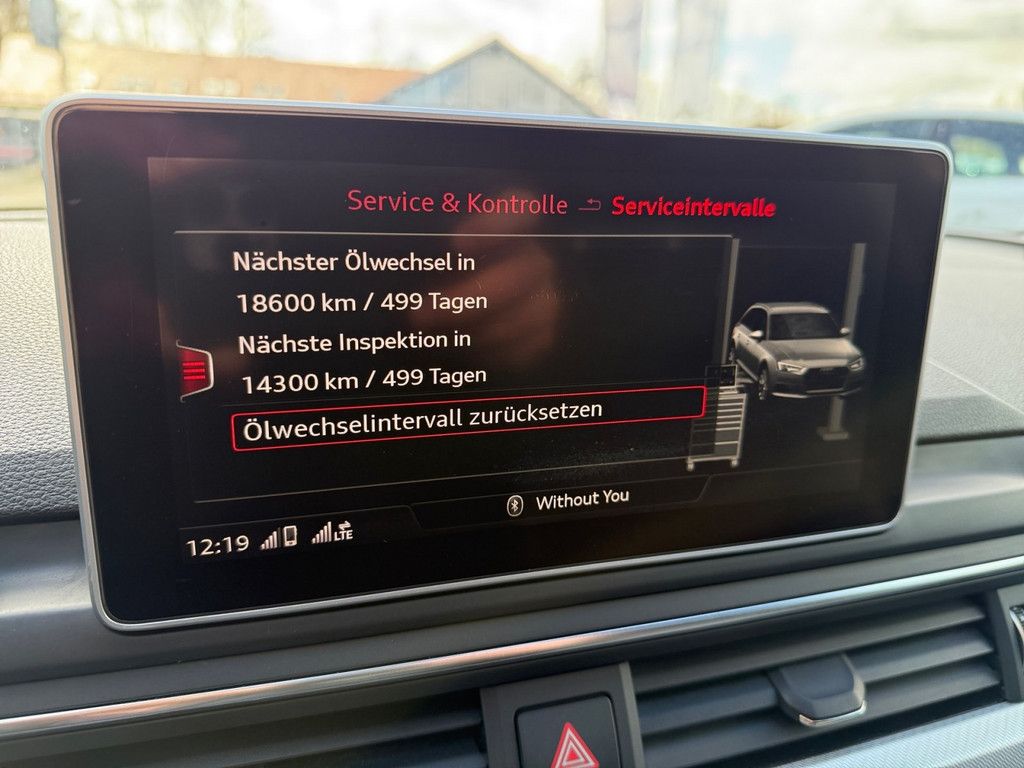 Service & Kontrolle Serviceintervalle
Nächster Ölwechsel in
18600 km / 499 Tagen
Nächste Inspektion in
14300 km / 499 Tagen
Ölwechselintervall zurücksetzen
Without You
12:19 LTE